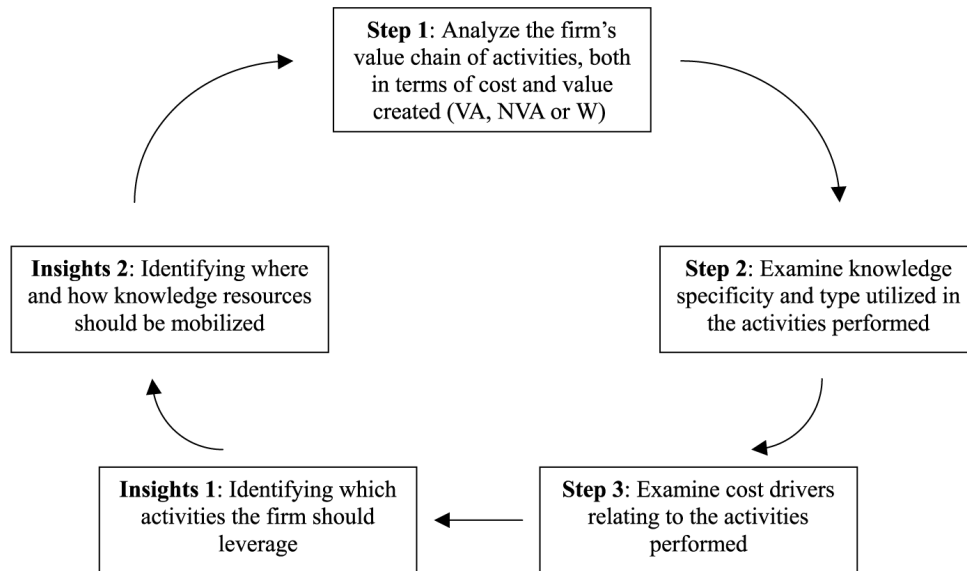 Step 1: Analyze the firm’s
value chain of activities, both
in terms of cost and value
created (VA, NVA or W)
Step 2: Examine knowledge
specificity and type utilized in
the activities performed
Step 3: Examine cost drivers
relating to the activities
performed
Insights 1: Identifying which
activities the firm should
leverage
Insights 2: Identifying where
and how knowledge resources
should be mobilized